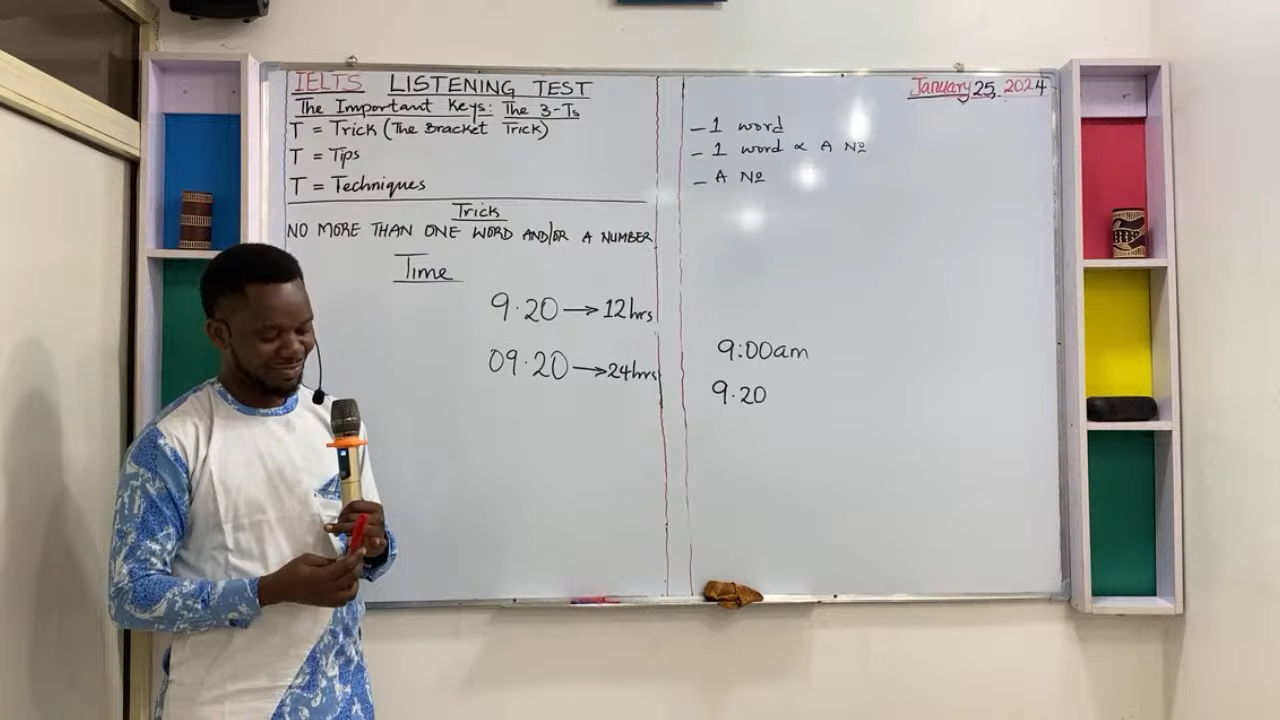 IELTS LISTENING TEST
The Important Keys: The 3-Ts
T = Trick (The Bracket Trick)
T = Tips
T = Techniques
Trick
NO MORE THAN ONE WORD AND/OR A NUMBER
Time
9.20 → 12hrs
09.20 → 24hrs
January 25, 2024
- 1 word
- 1 word & A Nº
- A Nº
9:00am
9.20